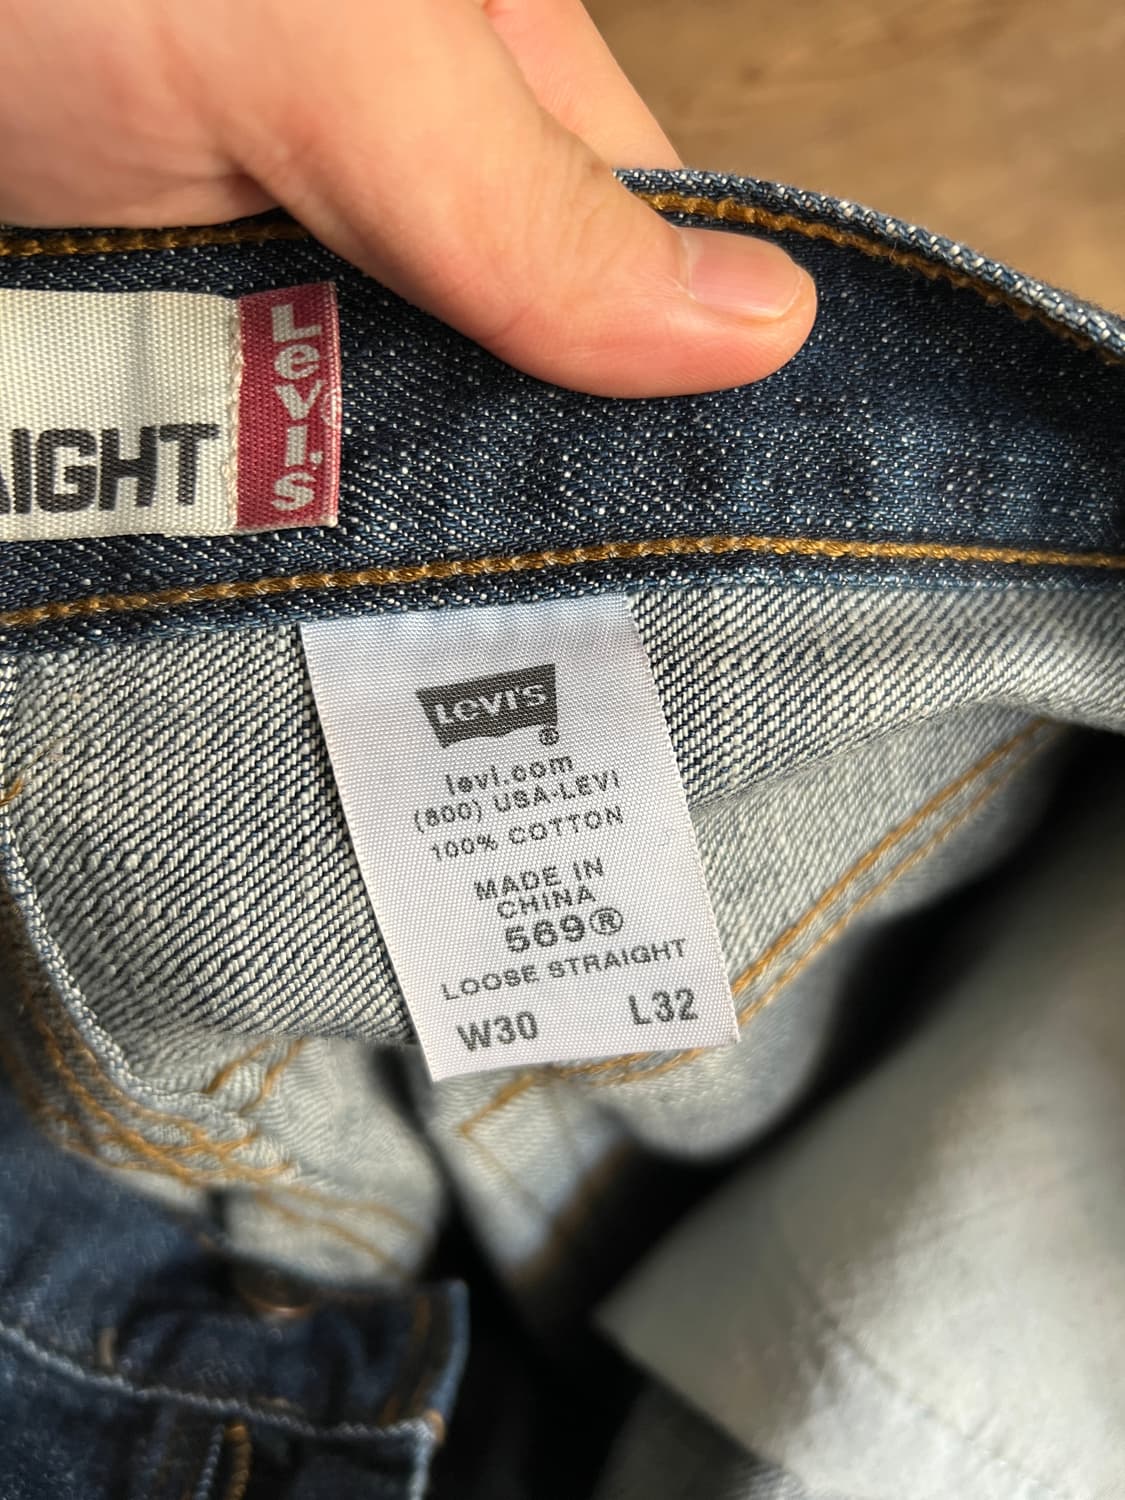 AIGHT
Levi's
LEVI'S
®
levi.com
(800) USA-LEVI
100% COTTON
MADE IN
CHINA
569®
LOOSE STRAIGHT
W30 L32